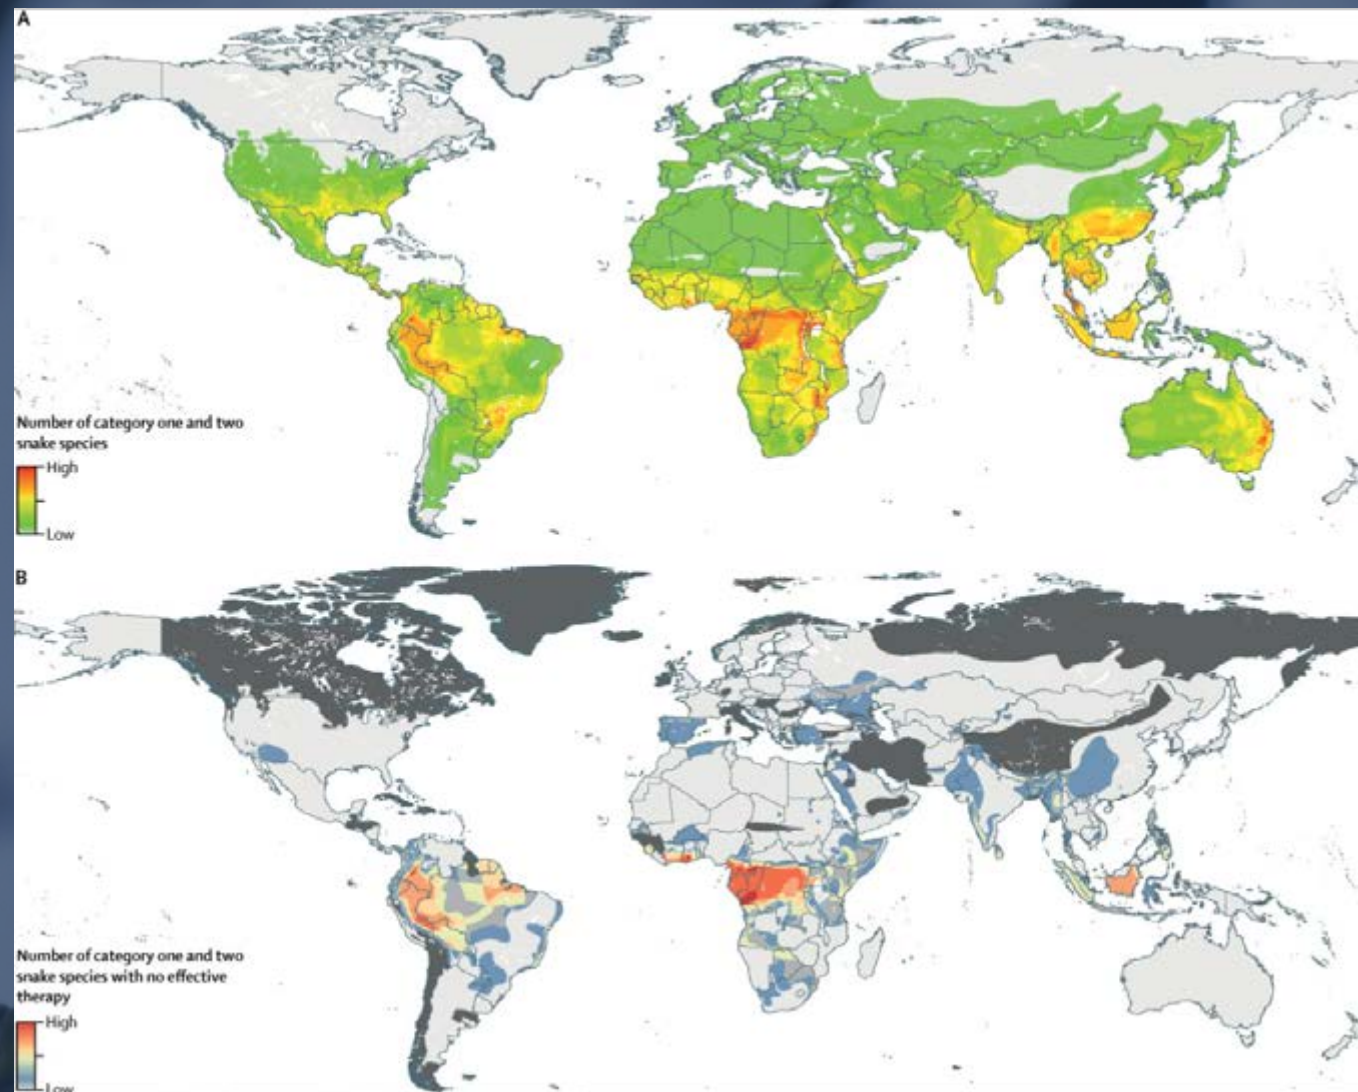 A
Number of category one and two
snake species
High
Low
B
Number of category one and two
snake species with no effective
therapy
High
Low